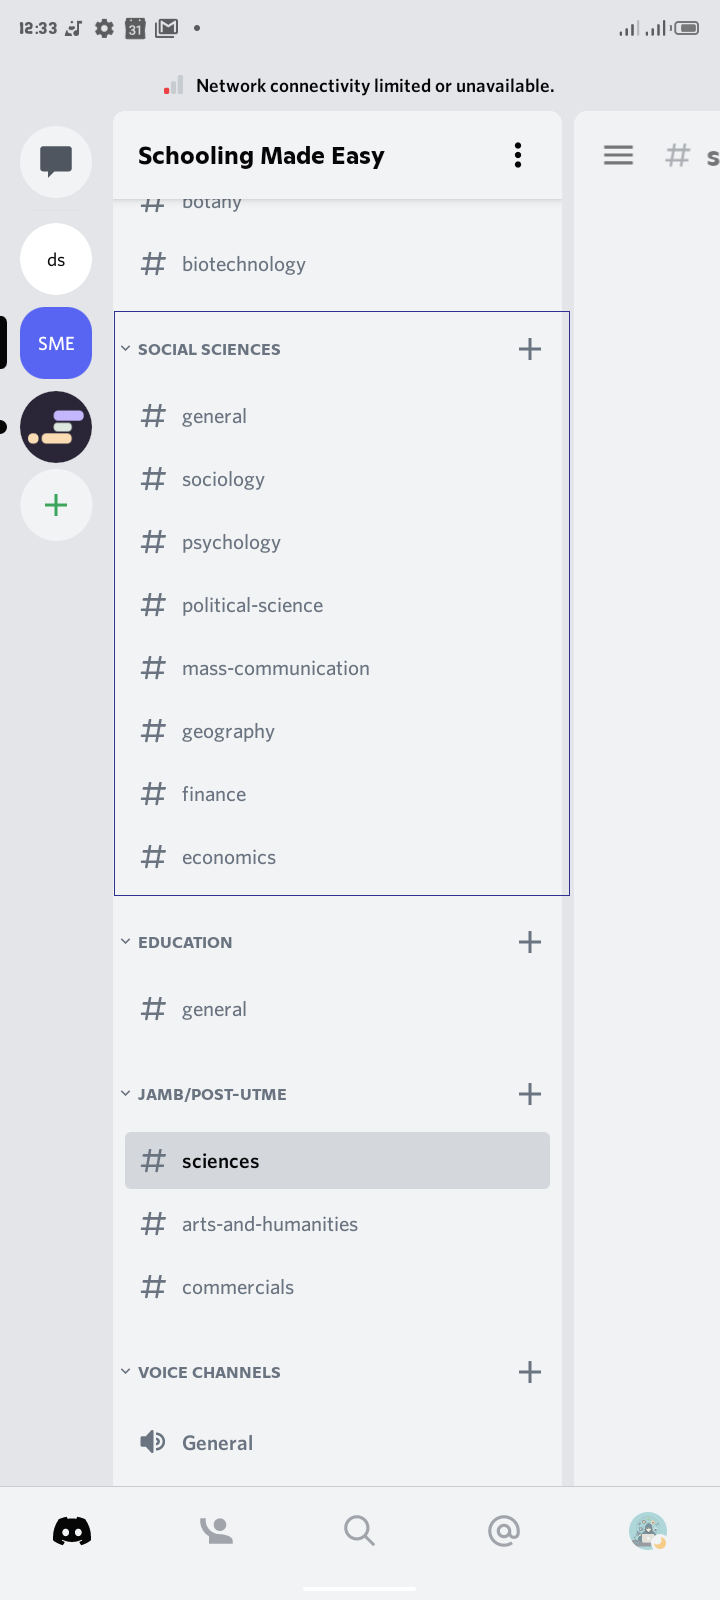 12:33
31
Network connectivity limited or unavailable.
Schooling Made Easy
# s
ds
SME
# botany
# biotechnology
SOCIAL SCIENCES
# general
# sociology
# psychology
# political-science
# mass-communication
# geography
# finance
# economics
EDUCATION
# general
JAMB/POST-UTME
# sciences
# arts-and-humanities
# commercials
VOICE CHANNELS
General